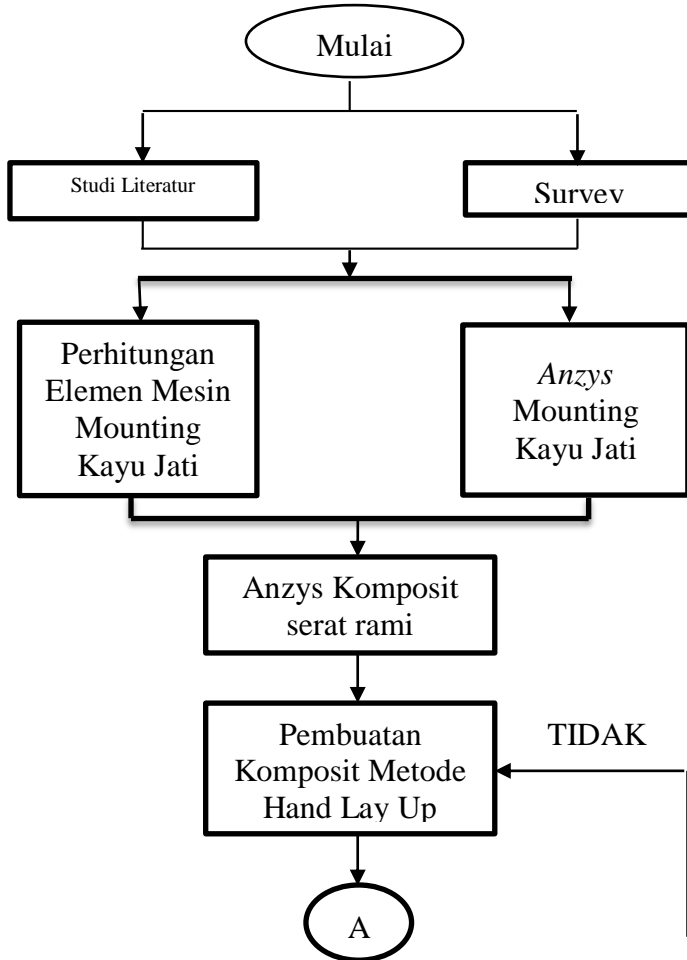 Mulai
Studi Literatur
Survey
Perhitungan
Elemen Mesin
Mounting
Kayu Jati
Anzys
Mounting
Kayu Jati
Anzys Komposit
serat rami
Pembuatan
Komposit Metode
Hand Lay Up
TIDAK
A